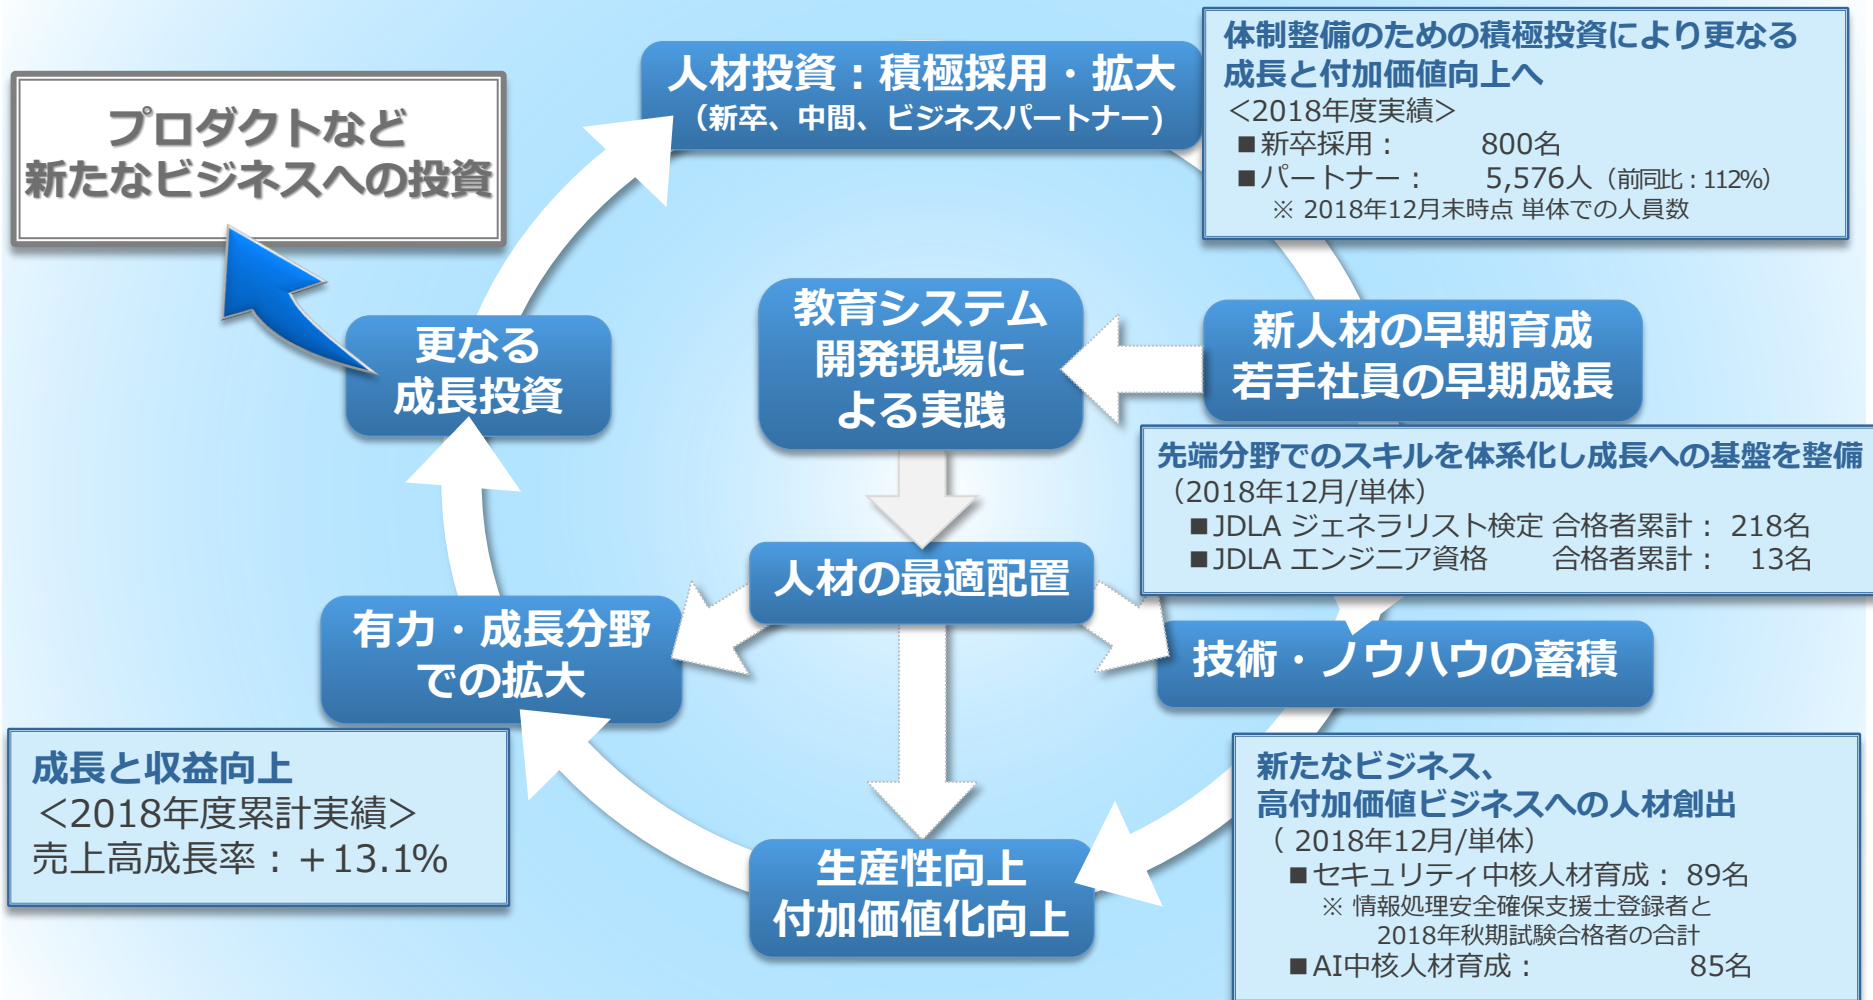 人材投資：積極採用・拡大
（新卒、中間、ビジネスパートナー）
体制整備のための積極投資により更なる
成長と付加価値向上へ
＜2018年度実績＞
■新卒採用： 800名
■パートナー： 5,576人（前同比：112%）
※ 2018年12月末時点 単体での人員数
プロダクトなど
新たなビジネスへの投資
更なる
成長投資
教育システム
開発現場に
よる実践
新人材の早期育成
若手社員の早期成長
先端分野でのスキルを体系化し成長への基盤を整備
（2018年12月/単体）
■JDLA ジェネラリスト検定 合格者累計： 218名
■JDLA エンジニア資格 合格者累計： 13名
人材の最適配置
有力・成長分野
での拡大
技術・ノウハウの蓄積
成長と収益向上
＜2018年度累計実績＞
売上高成長率：＋13.1%
生産性向上
付加価値化向上
新たなビジネス、
高付加価値ビジネスへの人材創出
（ 2018年12月/単体）
■セキュリティ中核人材育成： 89名
※ 情報処理安全確保支援士登録者と
2018年秋期試験合格者の合計
■AI中核人材育成： 85名